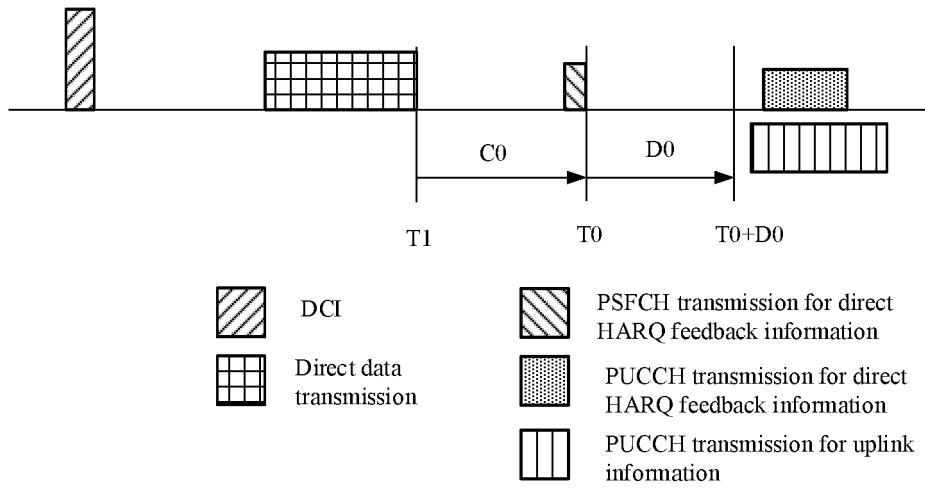 C0
D0
T1
T0
T0+D0
DCI
Direct data
transmission
PSFCH transmission for direct
HARQ feedback information
PUCCH transmission for direct
HARQ feedback information
PUCCH transmission for uplink
information